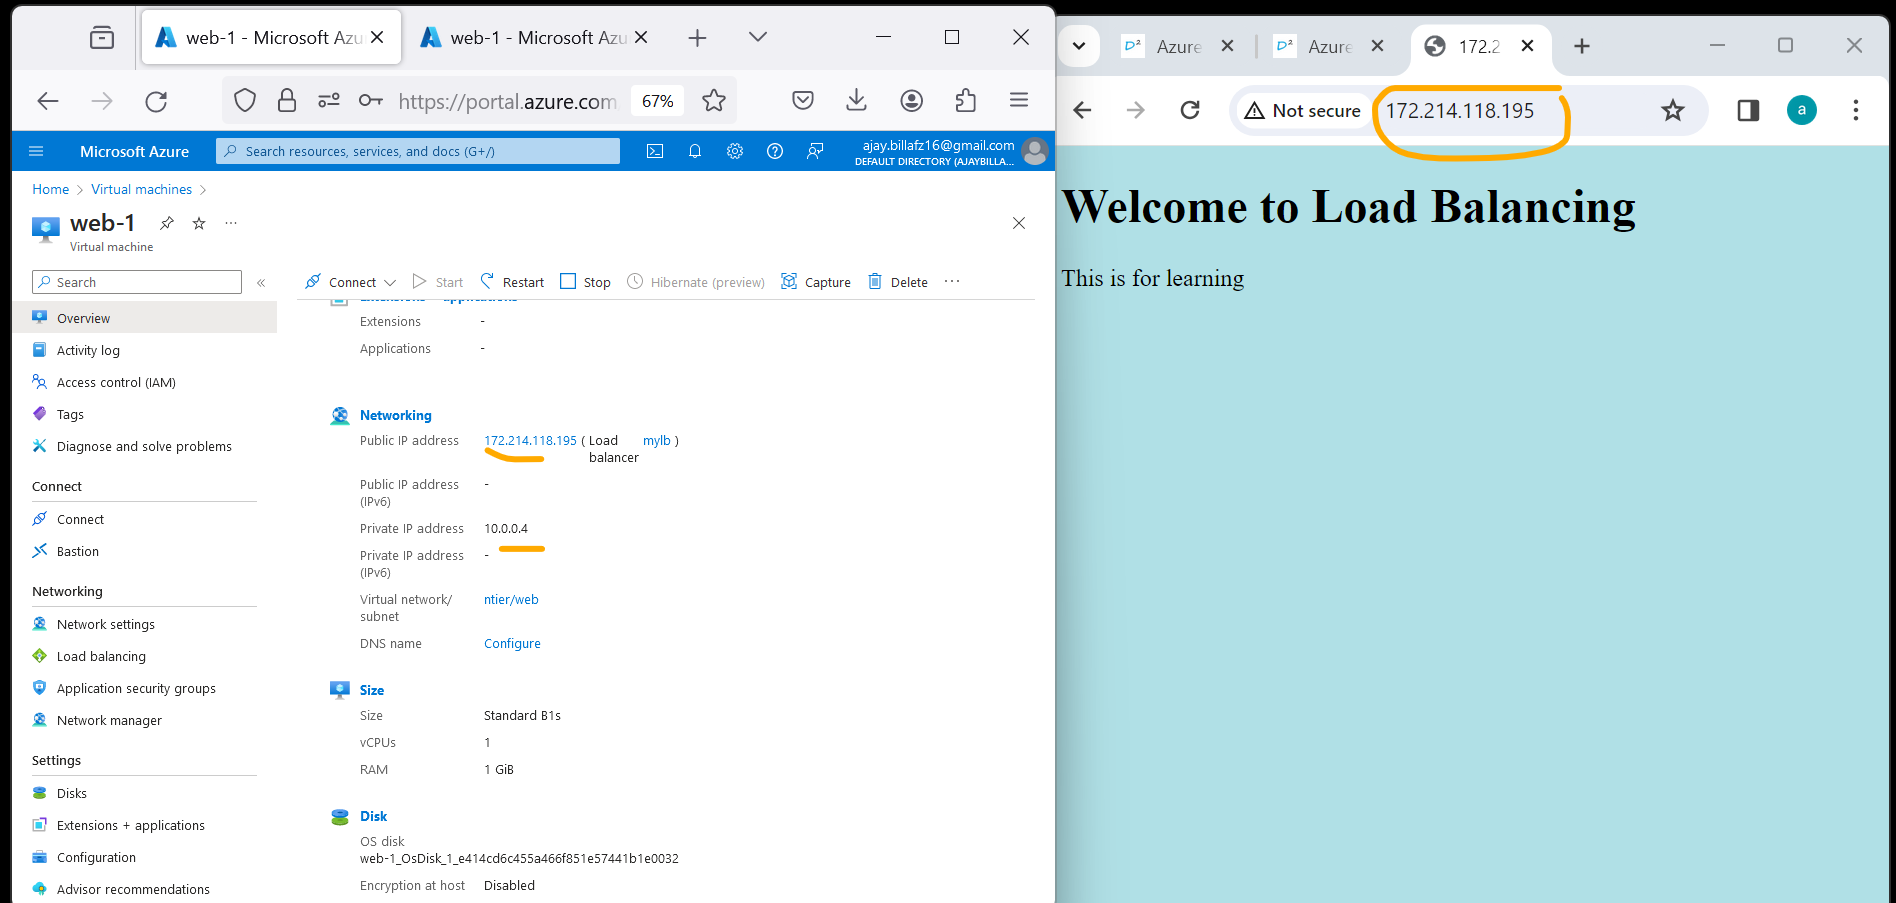 web-1 - Microsoft Azu
web-1 - Microsoft Azu
https://portal.azure.com
67%
Microsoft Azure
Search resources, services, and docs (G+/)
ajay.billafz16@gmail.com
DEFAULT DIRECTORY (AJAYBILLA...
Home > Virtual machines >
web-1
...
Virtual machine
Search
«
Connect
Start
Restart
Stop
Hibernate (preview)
Capture
Delete
...
Overview
Activity log
Access control (IAM)
Tags
Diagnose and solve problems
Connect
Connect
Bastion
Networking
Network settings
Load balancing
Application security groups
Network manager
Settings
Disks
Extensions + applications
Configuration
Advisor recommendations
Extensions -
Applications -
Networking
Public IP address 172.214.118.195 ( Load balancer mylb )
Public IP address (IPv6) -
Private IP address 10.0.0.4
Private IP address (IPv6) -
Virtual network/ subnet ntier/web
DNS name Configure
Size
Size Standard B1s
vCPUs 1
RAM 1 GiB
Disk
OS disk
web-1_OsDisk_1_e414cd6c455a466f851e57441b1e0032
Encryption at host Disabled
D² Azure
D² Azure
172.2
Not secure 172.214.118.195
a
Welcome to Load Balancing
This is for learning